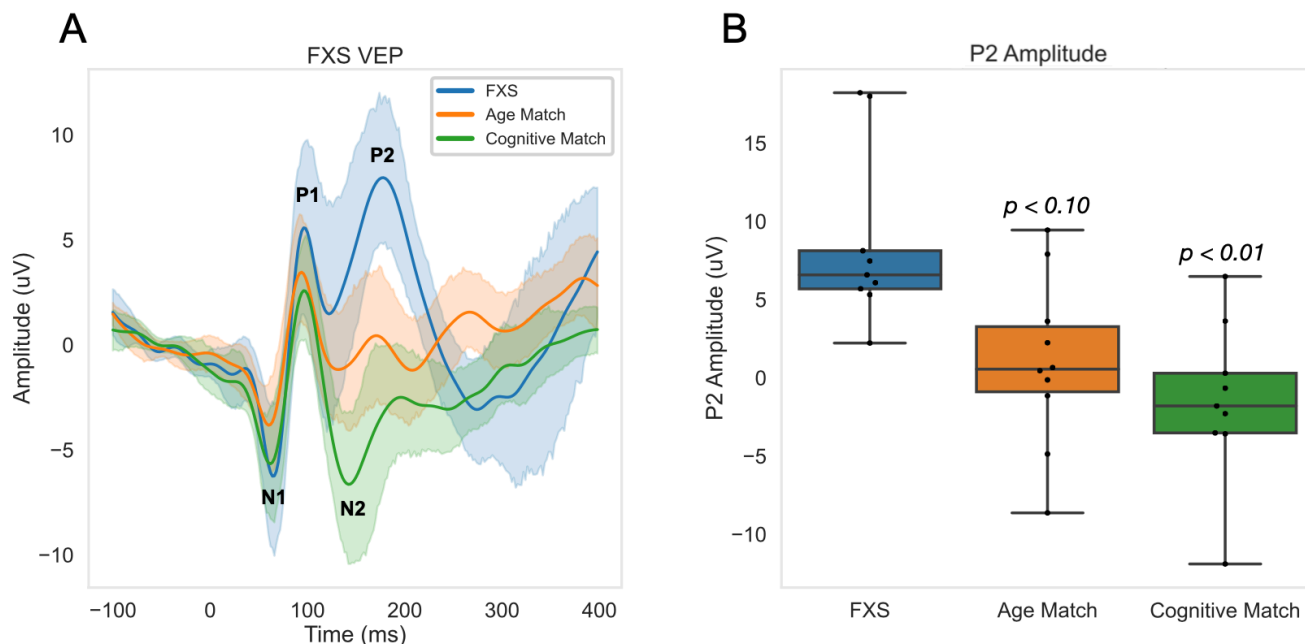 A
FXS VEP
FXS
Age Match
Cognitive Match
P1
P2
N1
N2
Amplitude (uV)
10
5
0
−5
−10
−100 0 100 200 300 400
Time (ms)
B
P2 Amplitude
P2 Amplitude (uV)
15
10
5
0
−5
−10
p < 0.10
p < 0.01
FXS Age Match Cognitive Match